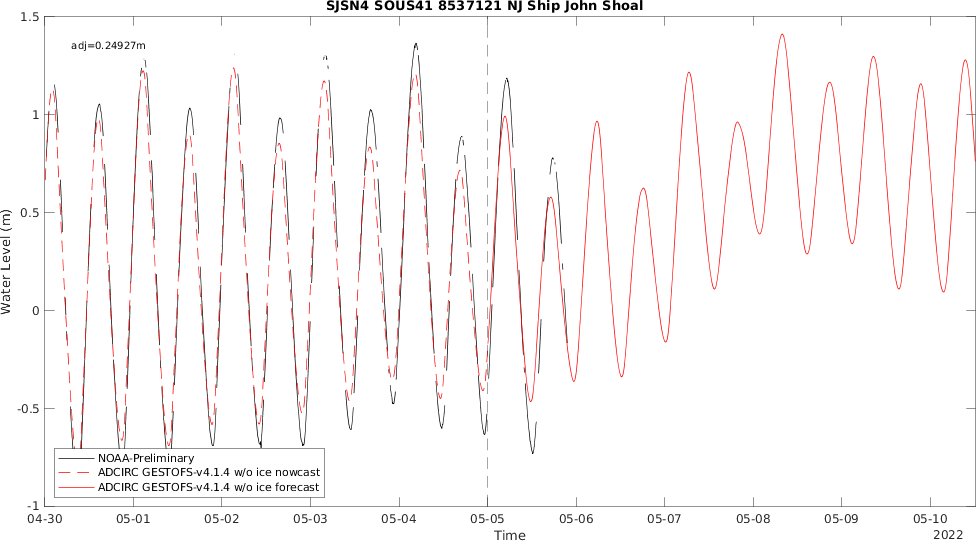 SJSN4 SOUS41 8537121 NJ Ship John Shoal
adj=0.24927m
1.5
1
0.5
0
-0.5
-1
Water Level (m)
NOAA-Preliminary
ADCIRC GESTOFS-v4.1.4 w/o ice nowcast
ADCIRC GESTOFS-v4.1.4 w/o ice forecast
04-30 05-01 05-02 05-03 05-04 05-05 05-06 05-07 05-08 05-09 05-10
2022
Time